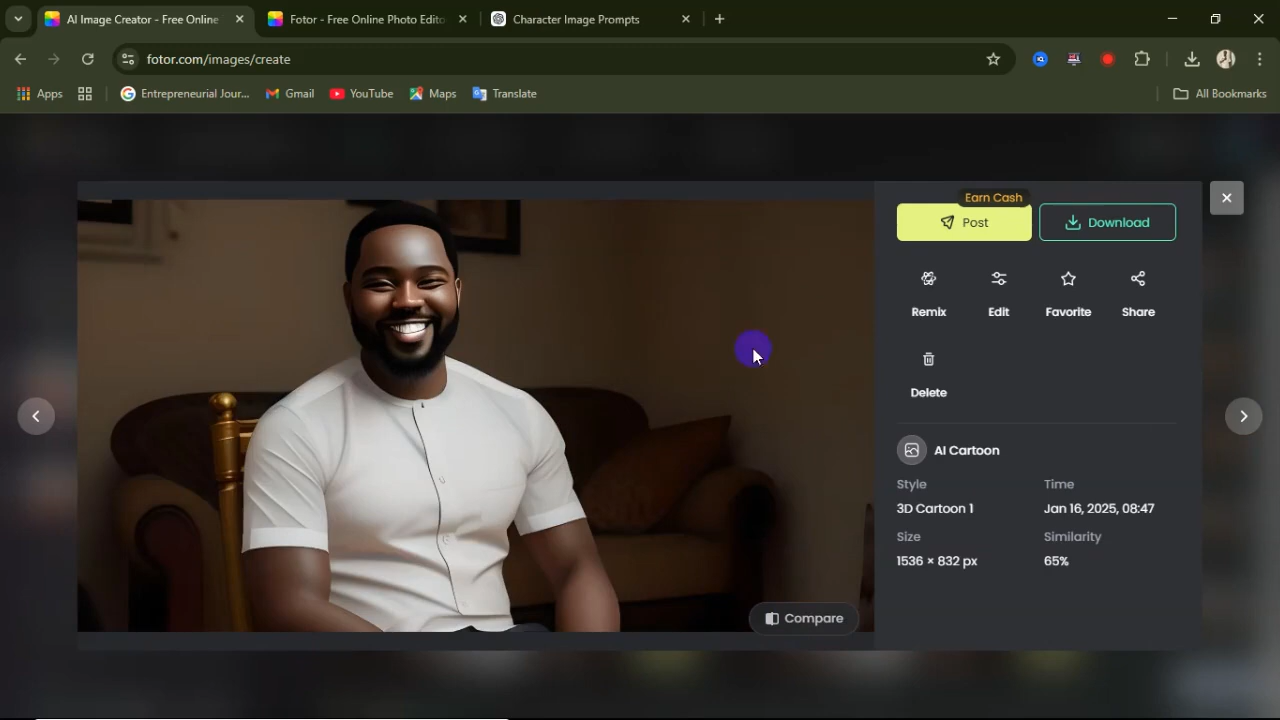 AI Image Creator - Free Online
Fotor - Free Online Photo Edito
Character Image Prompts
fotor.com/images/create
Apps
Entrepreneurial Jour...
Gmail
YouTube
Maps
Translate
All Bookmarks
Earn Cash
Post
Download
Remix
Edit
Favorite
Share
Delete
AI Cartoon
Style
Time
3D Cartoon 1
Jan 16, 2025, 08:47
Size
Similarity
1536 × 832 px
65%
Compare